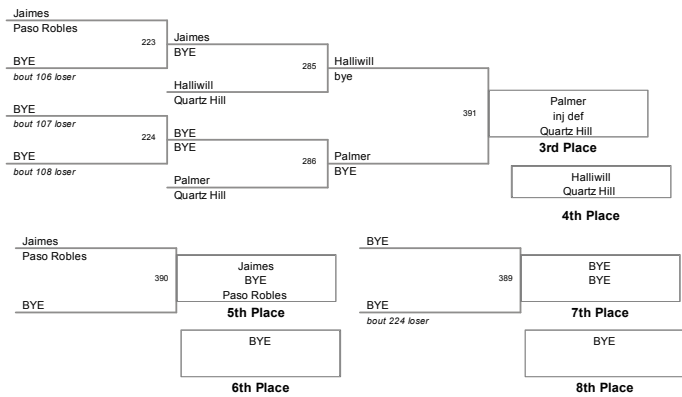 Jaimes
Paso Robles
223
BYE
bout 106 loser
Jaimes
BYE
285
Halliwill
Quartz Hill
BYE
bout 107 loser
224
BYE
bout 108 loser
BYE
BYE
286
Palmer
Quartz Hill
Halliwill
bye
391
Palmer
BYE
Palmer
inj def
Quartz Hill
3rd Place
Halliwill
Quartz Hill
4th Place
Jaimes
Paso Robles
390
BYE
Jaimes
BYE
Paso Robles
5th Place
BYE
6th Place
BYE
389
BYE
bout 224 loser
BYE
BYE
7th Place
BYE
8th Place